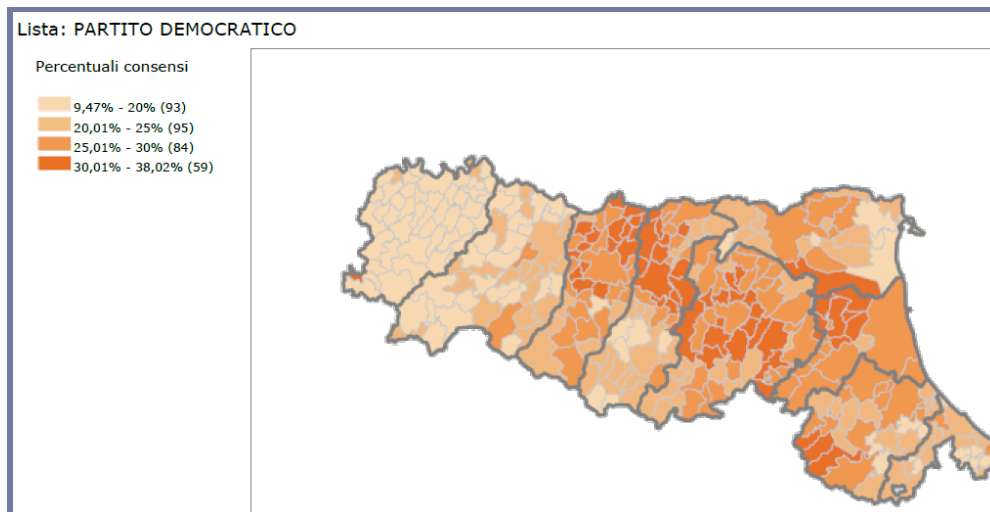 Lista: PARTITO DEMOCRATICO
Percentuali consensi
9,47% - 20% (93)
20,01% - 25% (95)
25,01% - 30% (84)
30,01% - 38,02% (59)